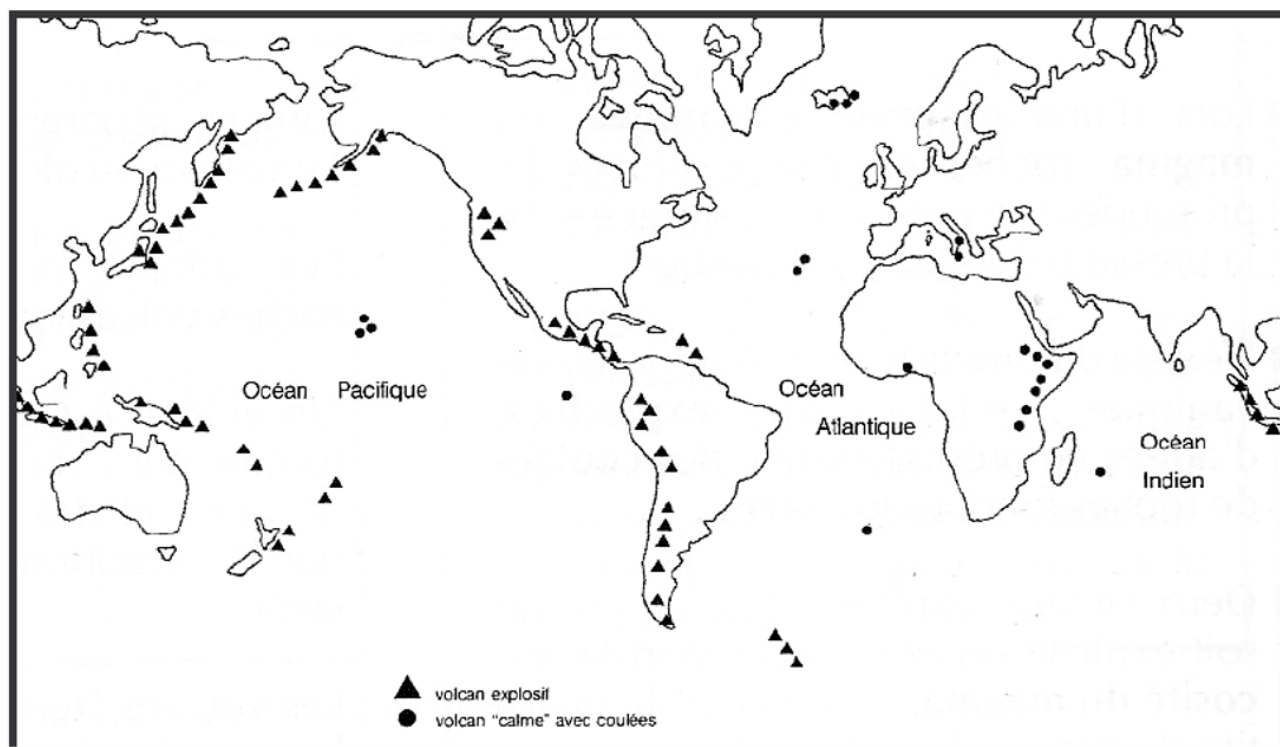 Océan Pacifique
Océan
Atlantique
Océan
Indien
volcan explosif
volcan "calme" avec coulées